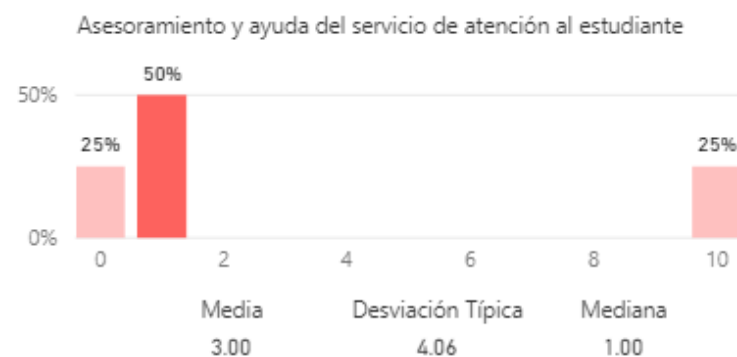 Asesoramiento y ayuda del servicio de atención al estudiante
50%
50%
25%
25%
0%
0 2 4 6 8 10
Media Desviación Típica Mediana
3.00 4.06 1.00